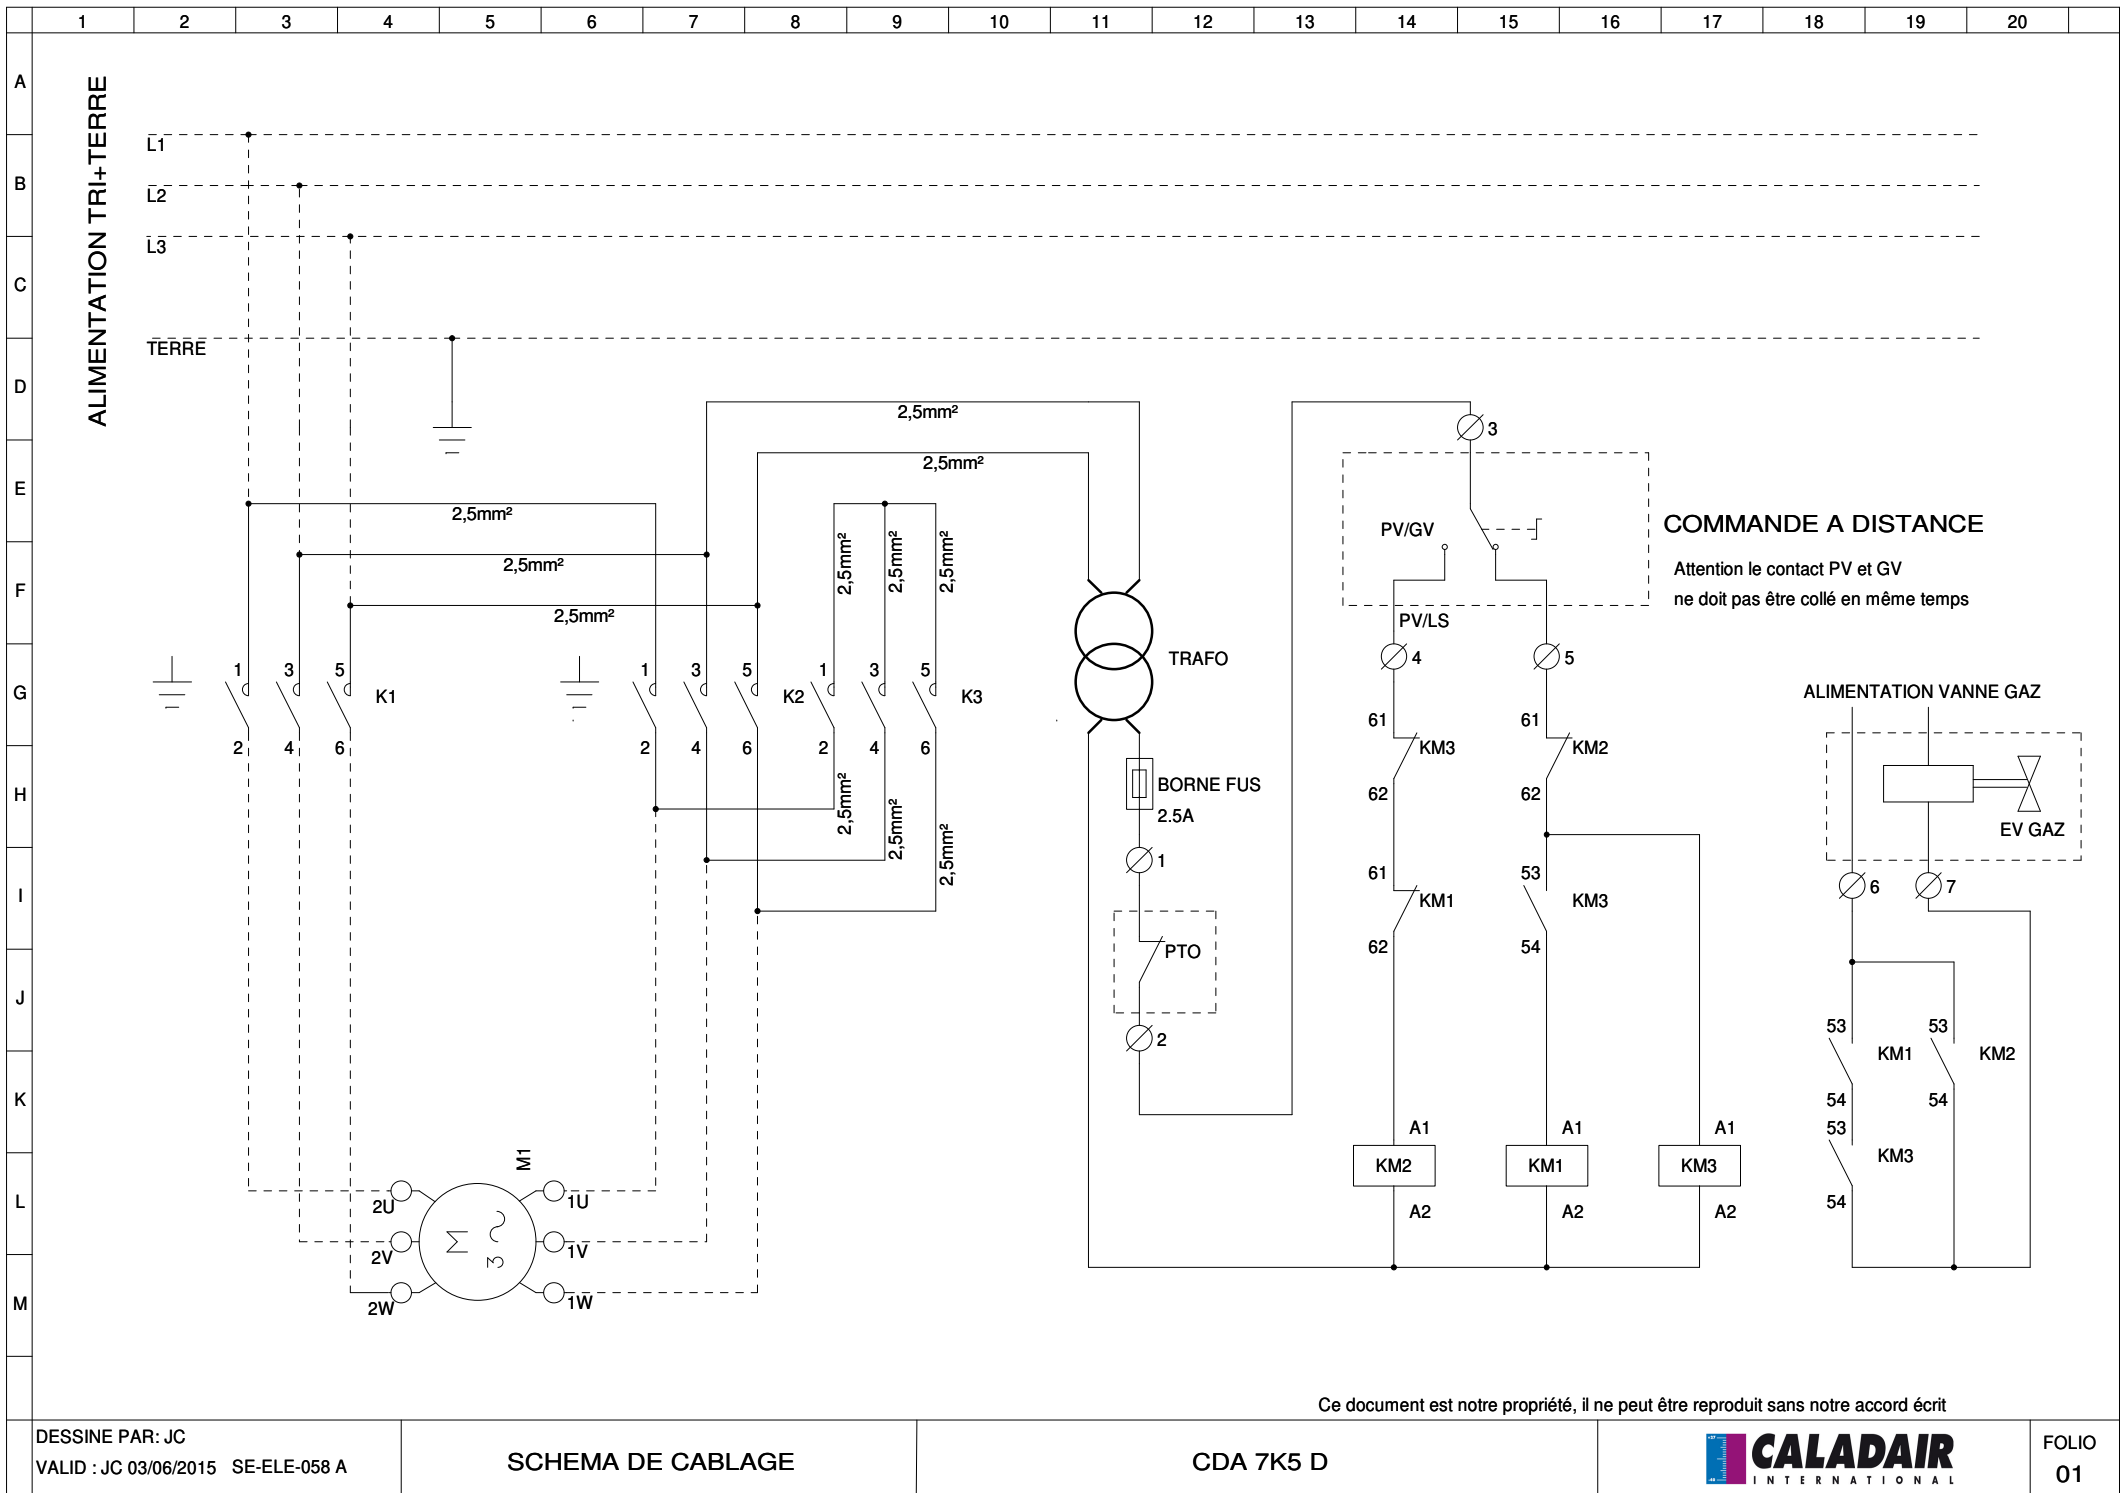 1 2 3 4 5 6 7 8 9 10 11 12 13 14 15 16 17 18 19 20
A
B
C
D
E
F
G
H
I
J
K
L
M
ALIMENTATION TRI+TERRE
L1
L2
L3
TERRE
2,5mm²
2,5mm²
2,5mm²
2,5mm²
2,5mm²
2,5mm²
2,5mm²
2,5mm²
1 3 5
K1
2 4 6
1 3 5
K2
2 4 6
1 3 5
K3
2 4 6
2,5mm²
2,5mm²
2,5mm²
M1
2U
2V
2W
M
3
1U
1V
1W
TRAFO
BORNE FUS
2.5A
1
PTO
2
3
PV/GV
COMMANDE A DISTANCE
Attention le contact PV et GV
ne doit pas être collé en même temps
PV/LS
4
5
61
KM3
62
61
KM1
62
61
KM2
62
53
KM3
54
A1
KM2
A2
A1
KM1
A2
A1
KM3
A2
ALIMENTATION VANNE GAZ
EV GAZ
6
7
53
KM1
54
53
KM2
54
53
KM3
54
Ce document est notre propriété, il ne peut être reproduit sans notre accord écrit
DESSINE PAR: JC
VALID : JC 03/06/2015 SE-ELE-058 A
SCHEMA DE CABLAGE
CDA 7K5 D
CALADAIR
INTERNATIONAL
FOLIO
01